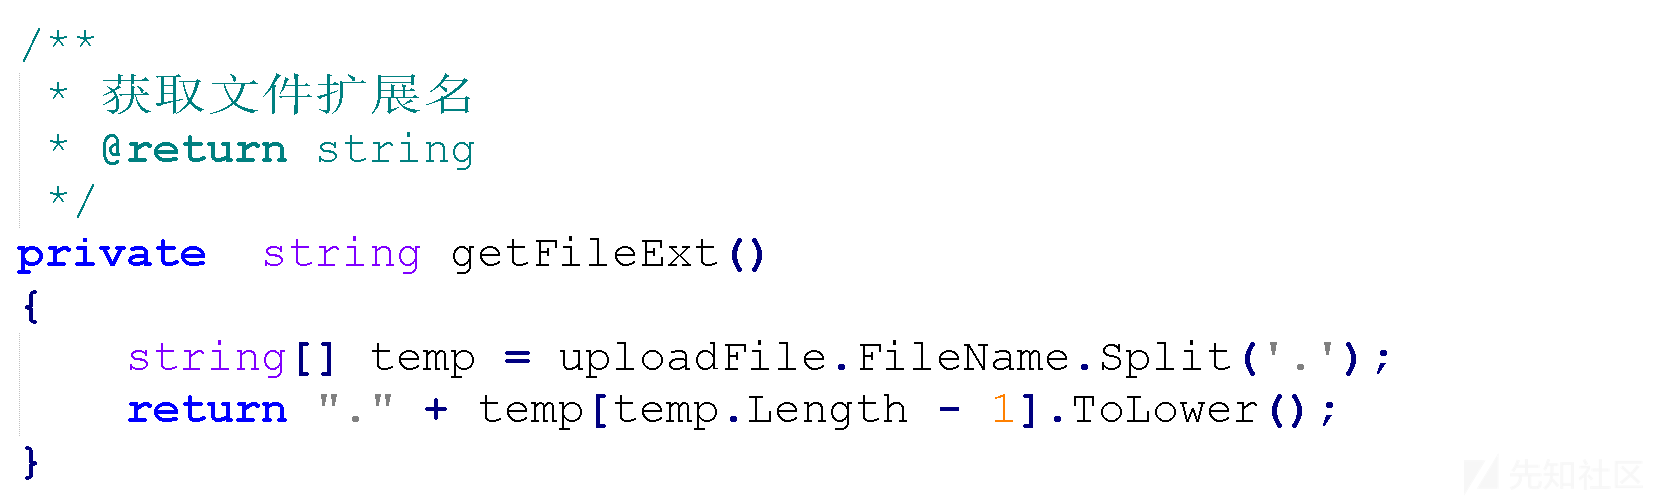 /**
 * 获取文件扩展名
 * @return string
 */
private  string getFileExt()
{
    string[] temp = uploadFile.FileName.Split('.');
    return "." + temp[temp.Length - 1].ToLower();
}
先知社区